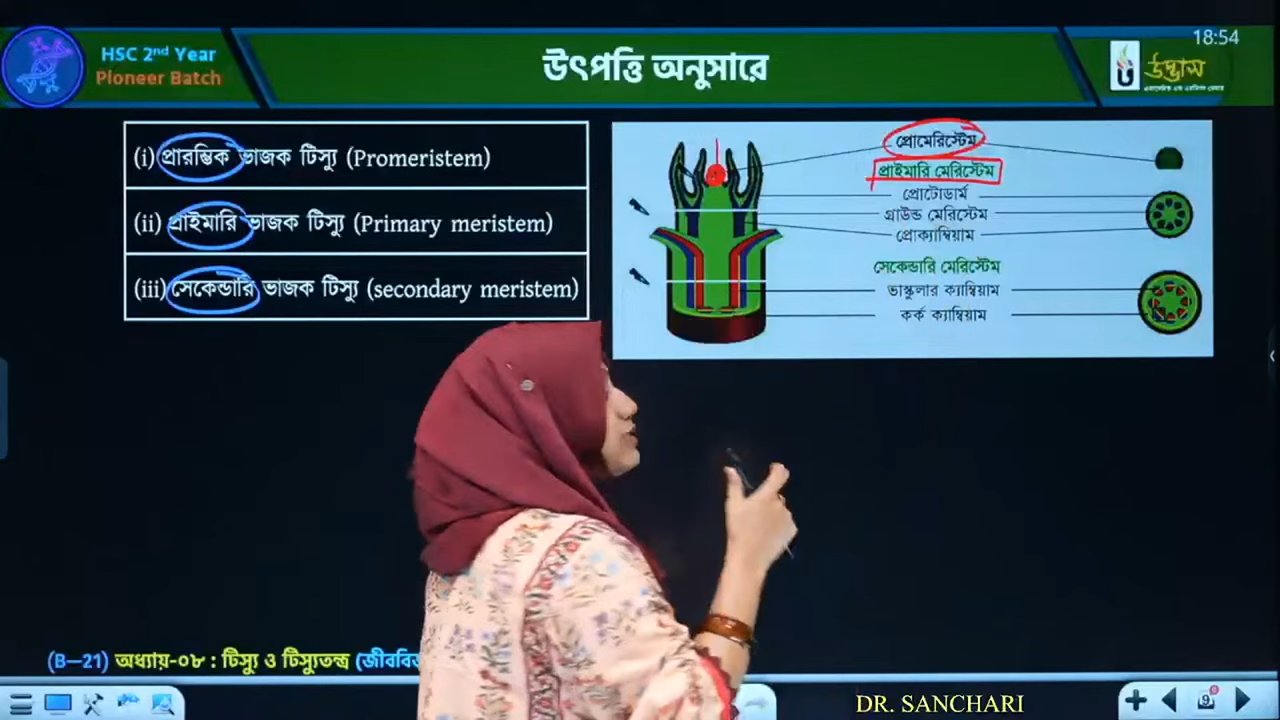 HSC 2nd Year
Pioneer Batch
উৎপত্তি অনুসারে
18:54
উদ্ভাস
(i) প্রারম্ভিক ভাজক টিস্যু (Promeristem)
(ii) প্রাইমারি ভাজক টিস্যু (Primary meristem)
(iii) সেকেন্ডারি ভাজক টিস্যু (secondary meristem)
প্রোমেরিস্টেম
প্রাইমারি মেরিস্টেম
প্রোটোডার্ম
গ্রাউন্ড মেরিস্টেম
প্রোক্যাম্বিয়াম
সেকেন্ডারি মেরিস্টেম
ভাস্কুলার ক্যাম্বিয়াম
কর্ক ক্যাম্বিয়াম
(B–21) অধ্যায়-০৮ : টিস্যু ও টিস্যুতন্ত্র
DR. SANCHARI
9